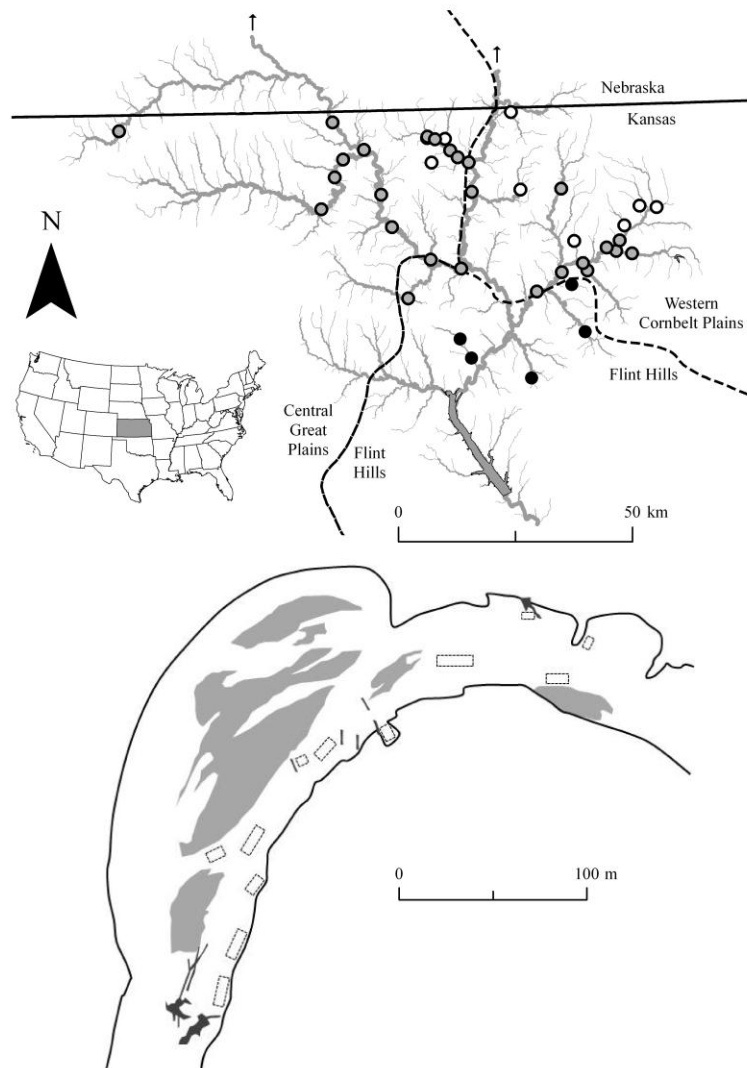 Nebraska
Kansas
N
Western
Cornbelt Plains
Flint Hills
Central
Great
Plains
Flint
Hills
0
50 km
0
100 m